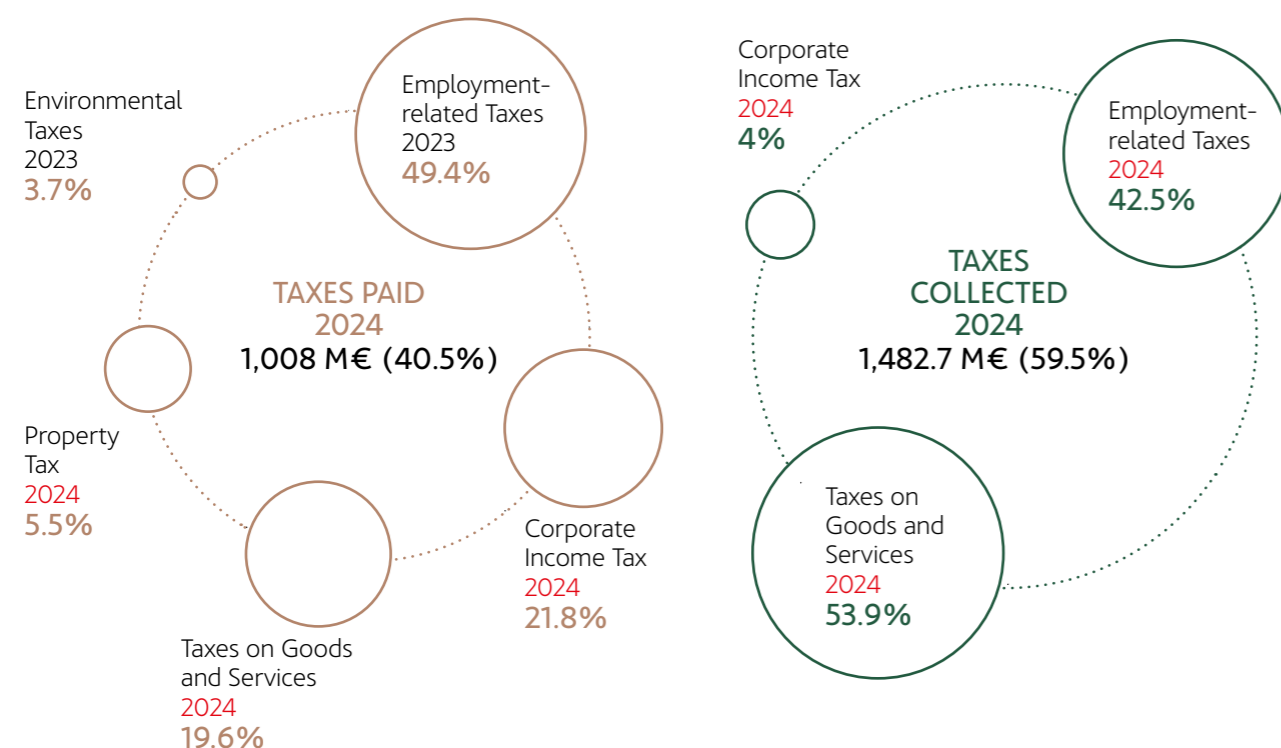 Environmental
Taxes
2023
3.7%
Employment-
related Taxes
2023
49.4%
TAXES PAID
2024
1,008 M€ (40.5%)
Property
Tax
2024
5.5%
Corporate
Income Tax
2024
21.8%
Taxes on Goods
and Services
2024
19.6%
Corporate
Income Tax
2024
4%
Employment-
related Taxes
2024
42.5%
TAXES
COLLECTED
2024
1,482.7 M€ (59.5%)
Taxes on
Goods and
Services
2024
53.9%